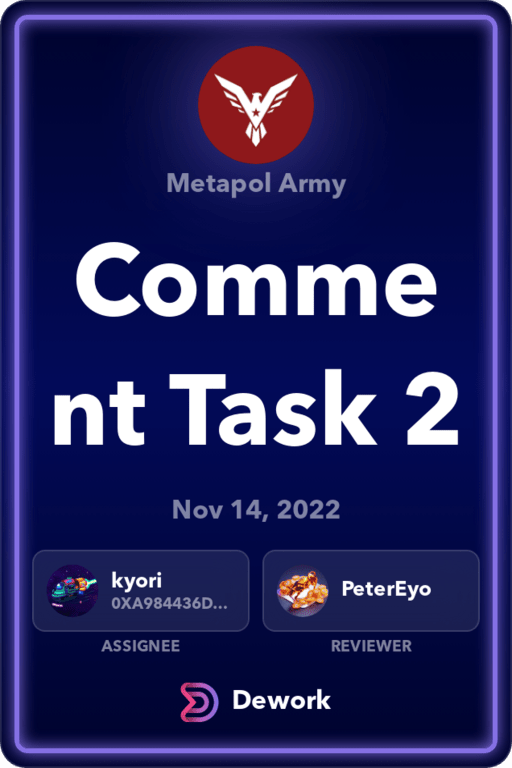 Metapol Army
Comme
nt Task 2
Nov 14, 2022
kyori
0XA984436D...
PeterEyo
ASSIGNEE
REVIEWER
Dework